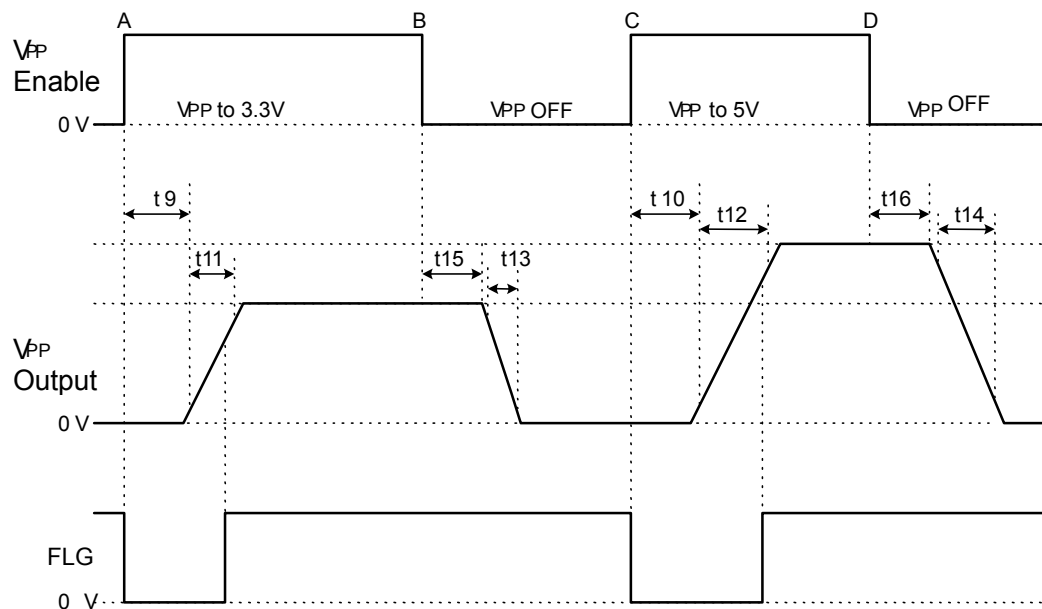 A B C D
VPP
Enable
VPP to 3.3V VPP OFF VPP to 5V VPP OFF
0 V
t 9 t 10 t12 t16 t14
t11 t15 t13
VPP
Output
0 V
FLG
0 V